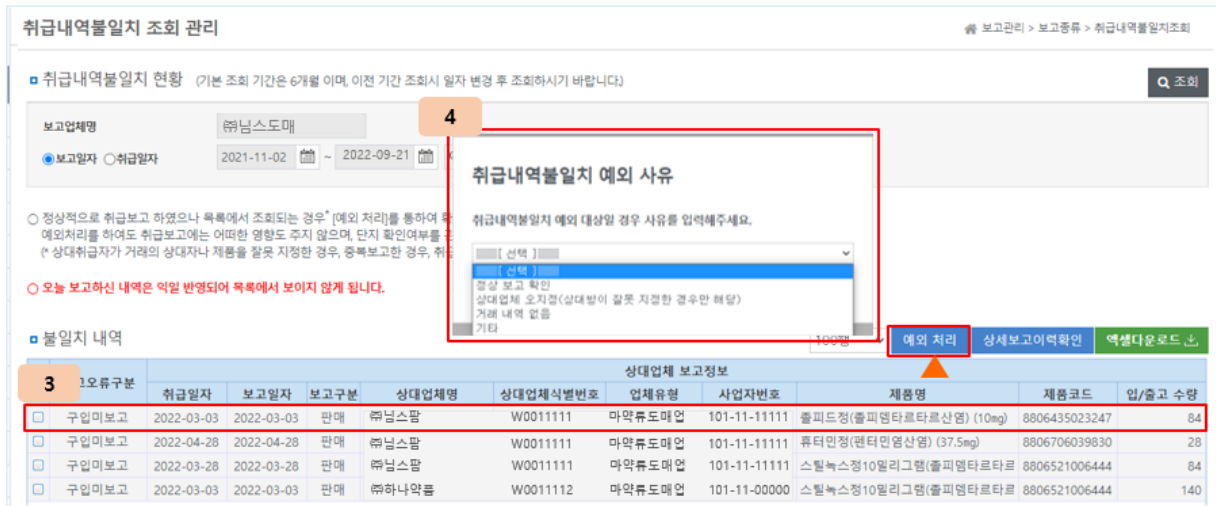 취급내역불일치 조회 관리
보고관리 > 보고종류 > 취급내역불일치조회
취급내역불일치 현황 (기본 조회 기간은 6개월 이며, 이전 기간 조회시 일자 변경 후 조회하시기 바랍니다.)
조회
보고업체명 ㈜님스도매
보고일자 취급일자 2021-11-02 ~ 2022-09-21
4
취급내역불일치 예외 사유
취급내역불일치 예외 대상일 경우 사유를 입력해주세요.
[ 선택 ]
[ 선택 ]
정상 보고 확인
상대업체 오지정(상대방이 잘못 지정한 경우만 해당)
거래 내역 없음
기타
○ 정상적으로 취급보고 하였으나 목록에서 조회되는 경우* [예외 처리]를 통하여 확
예외처리를 하여도 취급보고에는 어떠한 영향도 주지 않으며, 단지 확인여부를
(* 상대취급자가 거래의 상대자나 제품을 잘못 지정한 경우, 중복보고한 경우, 취급
○ 오늘 보고하신 내역은 익일 반영되어 목록에서 보이지 않게 됩니다.
불일치 내역
100행 예외 처리 상세보고이력확인 엑셀다운로드
3
고오류구분 상대업체 보고정보
취급일자 보고일자 보고구분 상대업체명 상대업체식별번호 업체유형 사업자번호 제품명 제품코드 입/출고 수량
구입미보고 2022-03-03 2022-03-03 판매 ㈜님스팜 W0011111 마약류도매업 101-11-11111 졸피드정(졸피뎀타르타르산염) (10mg) 8806435023247 84
구입미보고 2022-04-28 2022-04-28 판매 ㈜님스팜 W0011111 마약류도매업 101-11-11111 휴터민정(펜터민염산염) (37.5mg) 8806706039830 28
구입미보고 2022-03-28 2022-03-28 판매 ㈜님스팜 W0011111 마약류도매업 101-11-11111 스틸녹스정10밀리그램(졸피뎀타르타르 8806521006444 84
구입미보고 2022-03-03 2022-03-03 판매 ㈜하나약품 W0011112 마약류도매업 101-11-00000 스틸녹스정10밀리그램(졸피뎀타르타르 8806521006444 140